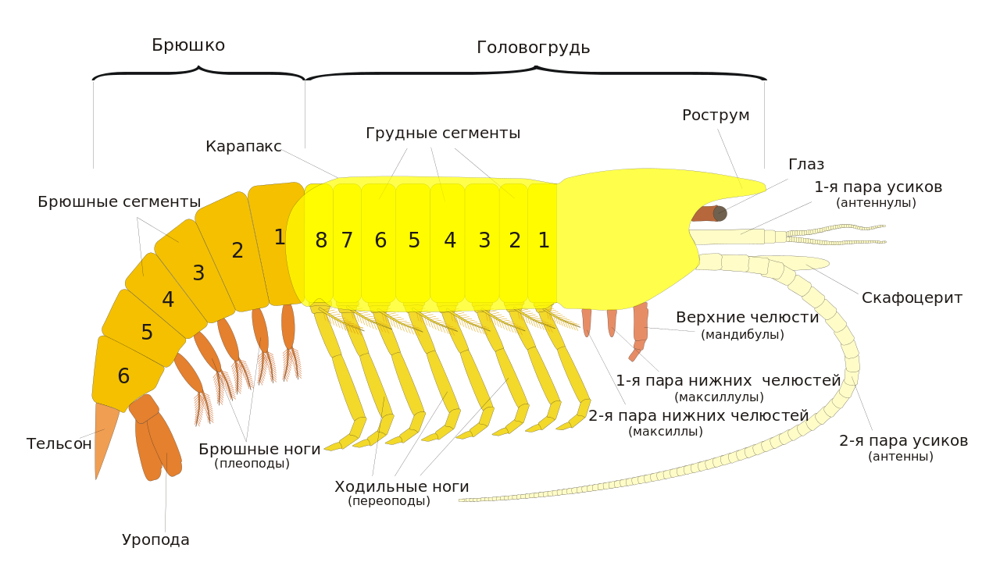 Брюшко
Головогрудь
Рострум
Грудные сегменты
Карапакс
Глаз
1-я пара усиков
(антеннулы)
Брюшные сегменты
1
2
3
4
5
6
8 7 6 5 4 3 2 1
Скафоцерит
Верхние челюсти
(мандибулы)
1-я пара нижних челюстей
(максиллулы)
2-я пара нижних челюстей
(максиллы)
2-я пара усиков
(антенны)
Тельсон
Брюшные ноги
(плеоподы)
Ходильные ноги
(переоподы)
Уропода